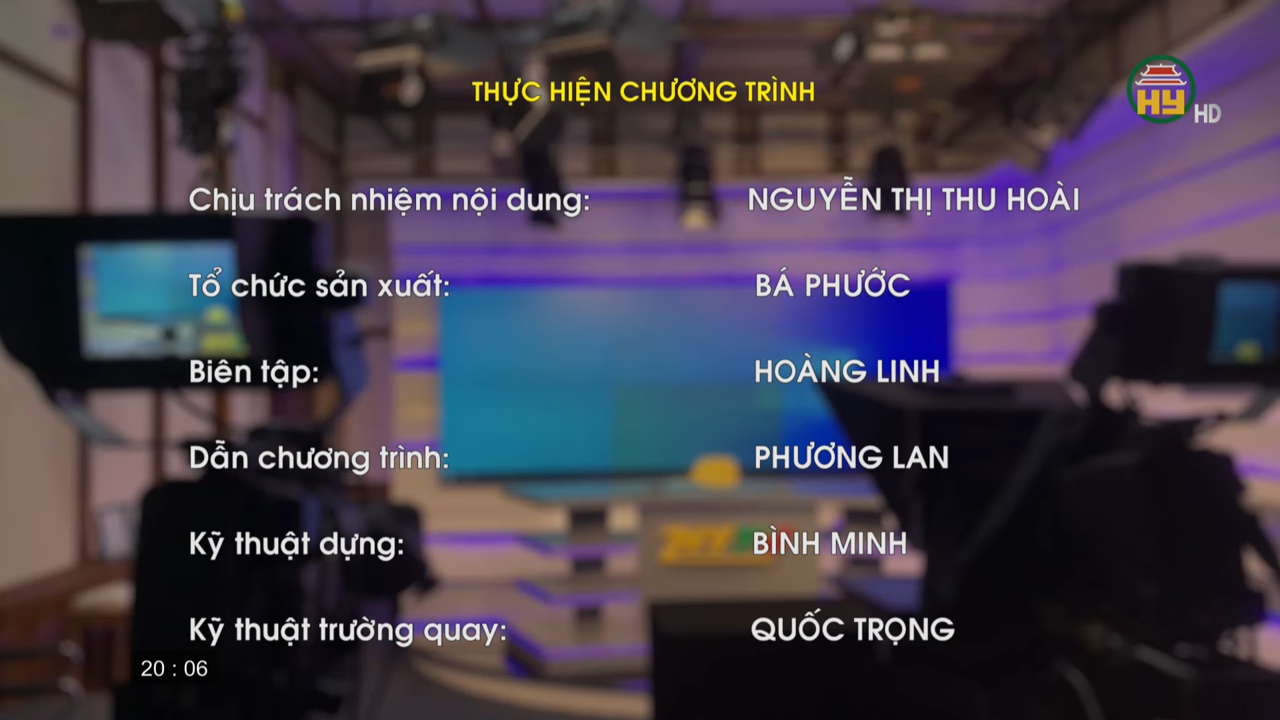 THỰC HIỆN CHƯƠNG TRÌNH
HY HD
Chịu trách nhiệm nội dung: NGUYỄN THỊ THU HOÀI
Tổ chức sản xuất: BÁ PHƯỚC
Biên tập: HOÀNG LINH
Dẫn chương trình: PHƯƠNG LAN
Kỹ thuật dựng: BÌNH MINH
Kỹ thuật trường quay: QUỐC TRỌNG
20 : 06